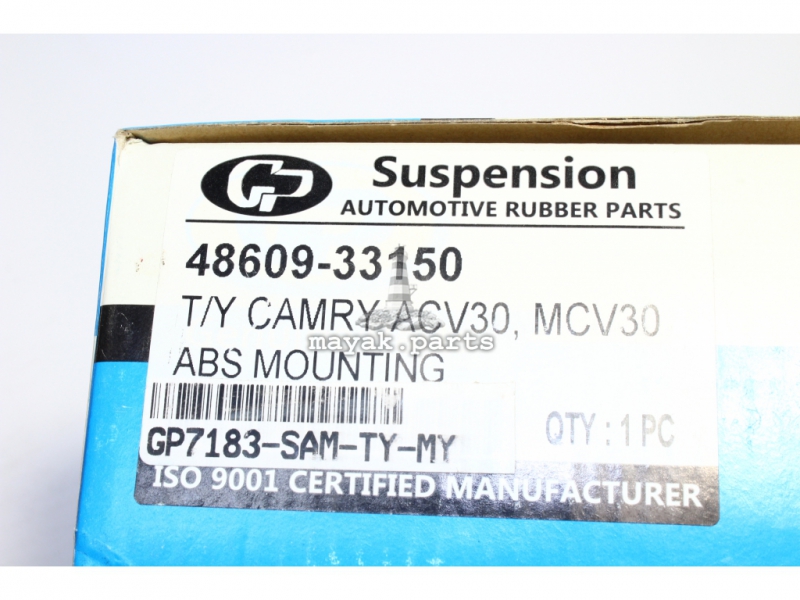 GP
Suspension
AUTOMOTIVE RUBBER PARTS
48609-33150
T/Y CAMRY ACV30, MCV30
mayak.parts
ABS MOUNTING
GP7183-SAM-TY-MY
QTY : 1 PC
ISO 9001 CERTIFIED MANUFACTURER